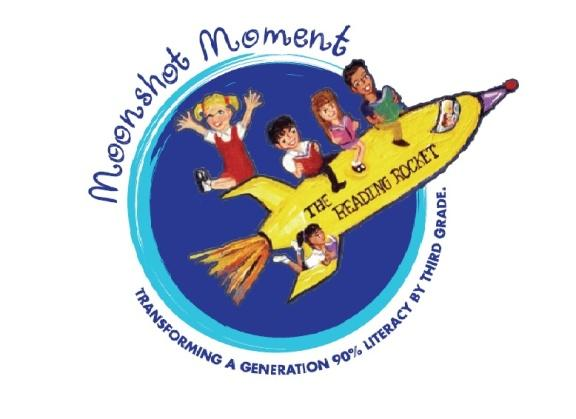 Moonshot Moment
THE READING ROCKET
TRANSFORMING A GENERATION 90% LITERACY BY THIRD GRADE.